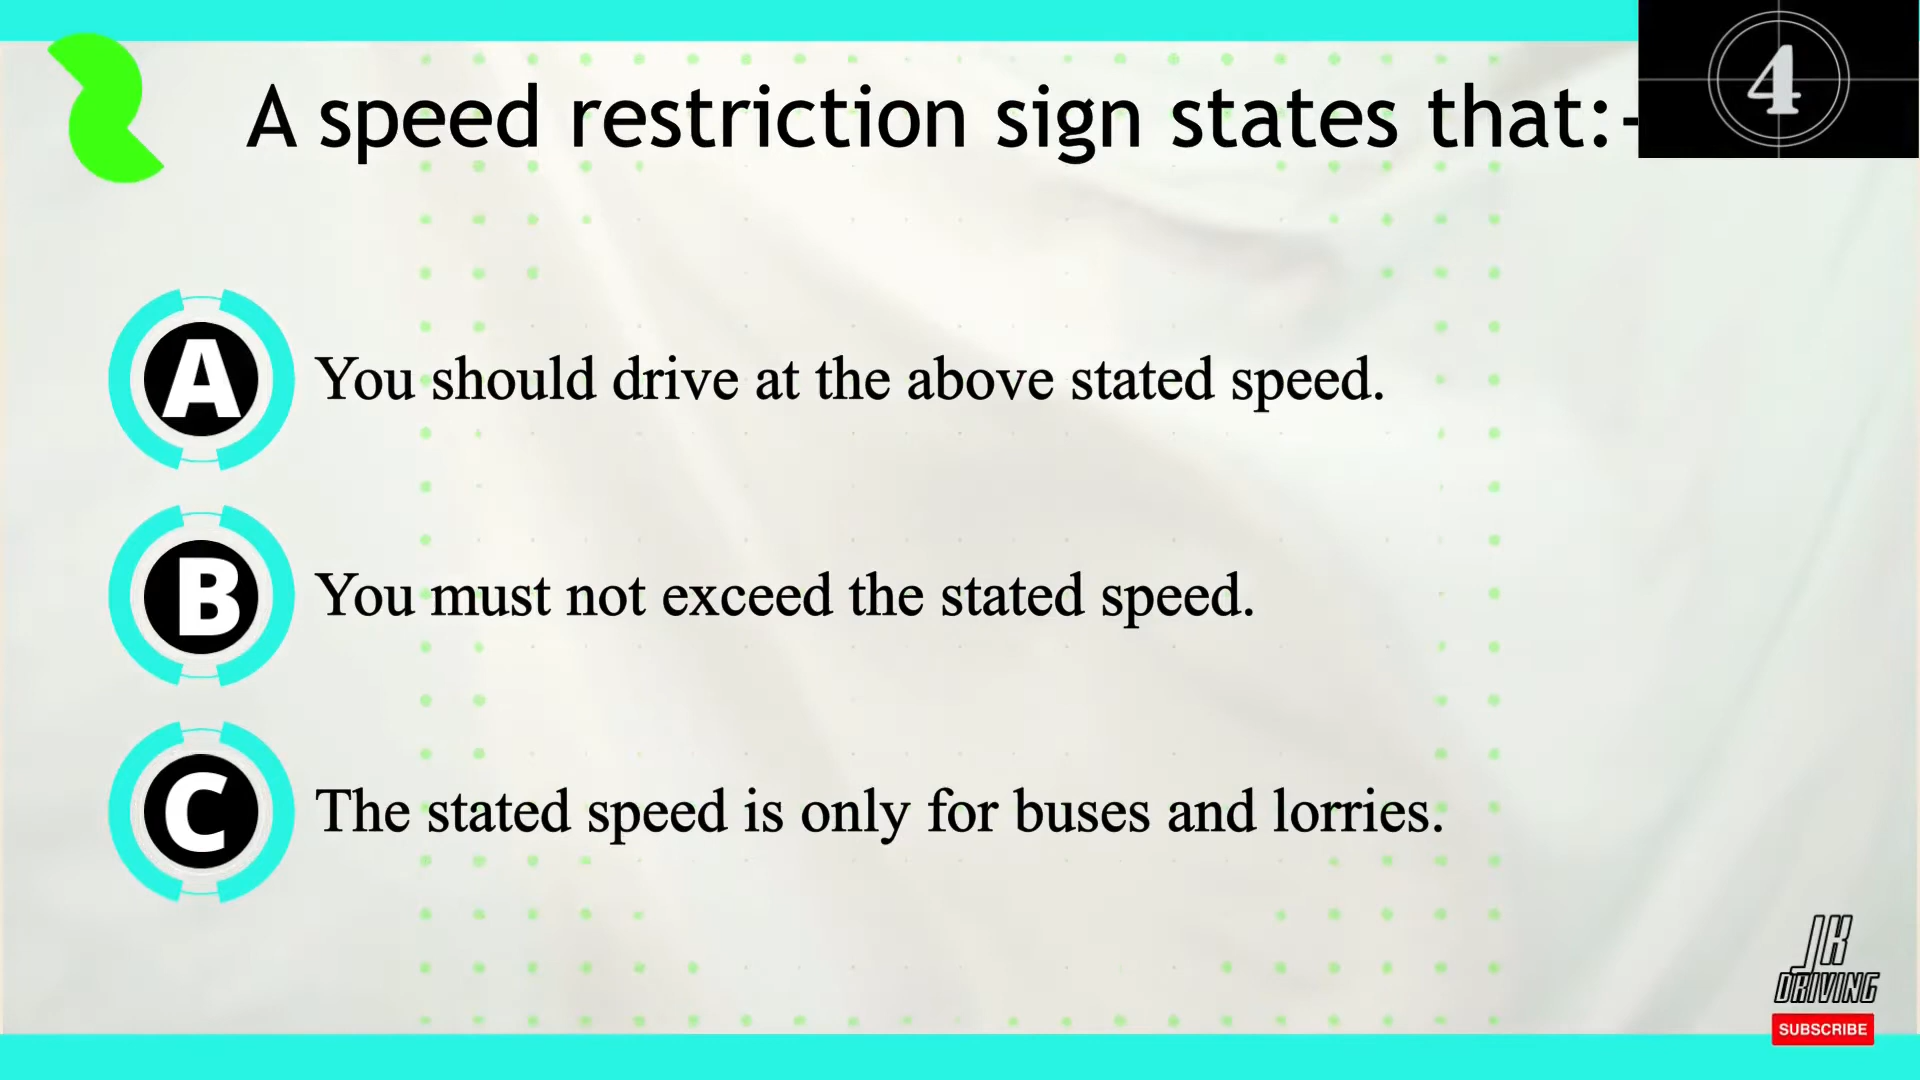 A speed restriction sign states that:-
4
A
You should drive at the above stated speed.
B
You must not exceed the stated speed.
C
The stated speed is only for buses and lorries.
JK
DRIVING
SUBSCRIBE